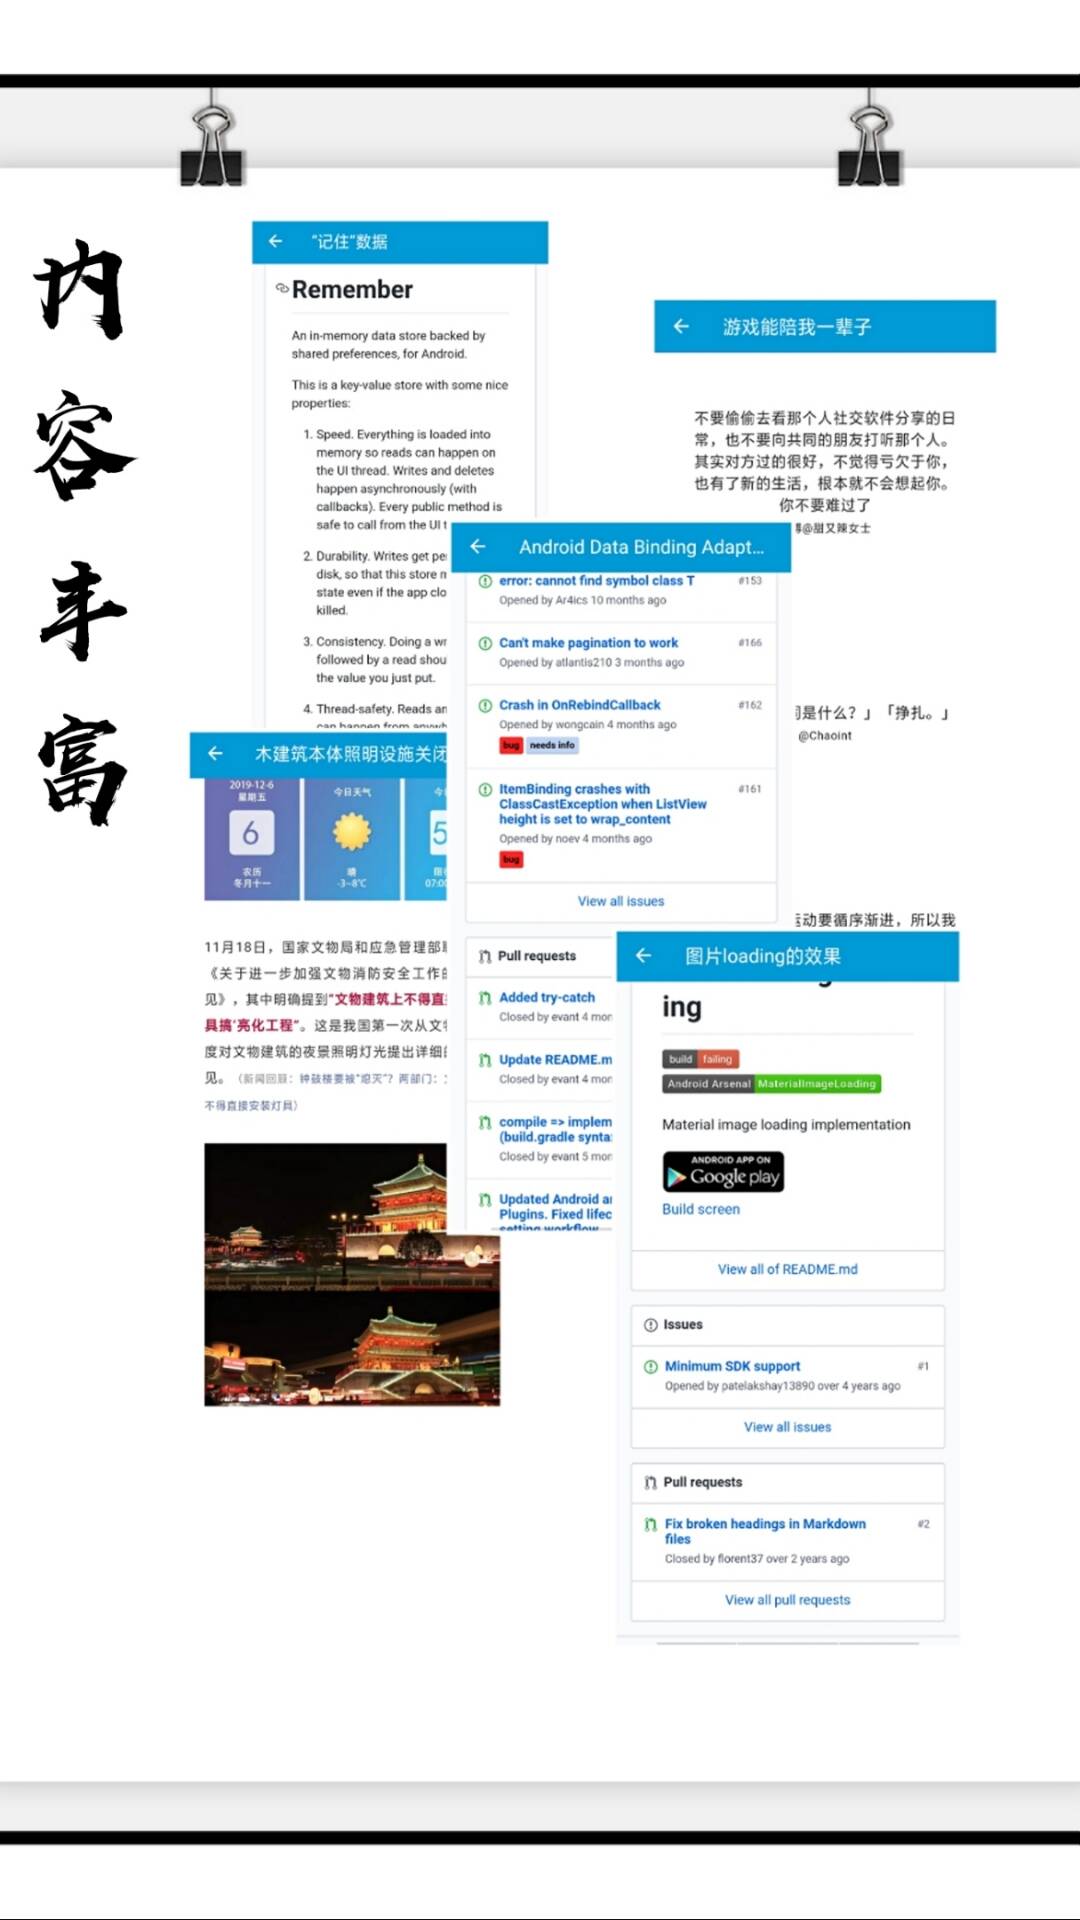 内
容
丰
富
“记住”数据
Remember
An in-memory data store backed by
shared preferences, for Android.
This is a key-value store with some nice
properties:
1. Speed. Everything is loaded into
memory so reads can happen on
the UI thread. Writes and deletes
happen asynchronously (with
callbacks). Every public method is
safe to call from the UI
2. Durability. Writes get
disk, so that this store
state even if the app
killed.
3. Consistency. Doing a
followed by a read
the value you just put.
4. Thread-safety. Reads
can happen from
游戏能陪我一辈子
不要偷偷去看那个人社交软件分享的日
常，也不要向共同的朋友打听那个人。
其实对方过的很好，不觉得亏欠于你，
也有了新的生活，根本就不会想起你。
你不要难过了
@甜又辣女士
是什么？」「挣扎。」
@Chaoint
动要循序渐进，所以我
Android Data Binding Adapt...
error: cannot find symbol class T #153
Opened by Ar4ics 10 months ago
Can't make pagination to work #166
Opened by atlantis210 3 months ago
Crash in OnRebindCallback #162
Opened by wongcain 4 months ago
bug needs info
ItemBinding crashes with #161
ClassCastException when ListView
height is set to wrap_content
Opened by noev 4 months ago
bug
View all issues
Pull requests
Added try-catch
Closed by evant 4 mon
Update README.m
Closed by evant 4 mon
compile => implem
(build.gradle synta
Closed by evant 5 mon
Updated Android
Plugins. Fixed lifec
setting workflow
木建筑本体照明设施关闭
2019-12-6
星期五
6
农历
冬月十一
今日天气
晴
-3~8℃
今
5
限
07:00
11月18日，国家文物局和应急管理部
《关于进一步加强文物消防安全工作的
见》，其中明确提到“文物建筑上不得直
具搞‘亮化工程’”。这是我国第一次从文
度对文物建筑的夜景照明灯光提出详细
见。（新闻回顾：钟鼓楼要被“熄灭”？两部门：
不得直接安装灯具）
图片loading的效果
ing
build failing
Android Arsenal MaterialImageLoading
Material image loading implementation
ANDROID APP ON
Google play
Build screen
View all of README.md
Issues
Minimum SDK support #1
Opened by patelakshay13890 over 4 years ago
View all issues
Pull requests
Fix broken headings in Markdown #2
files
Closed by florent37 over 2 years ago
View all pull requests